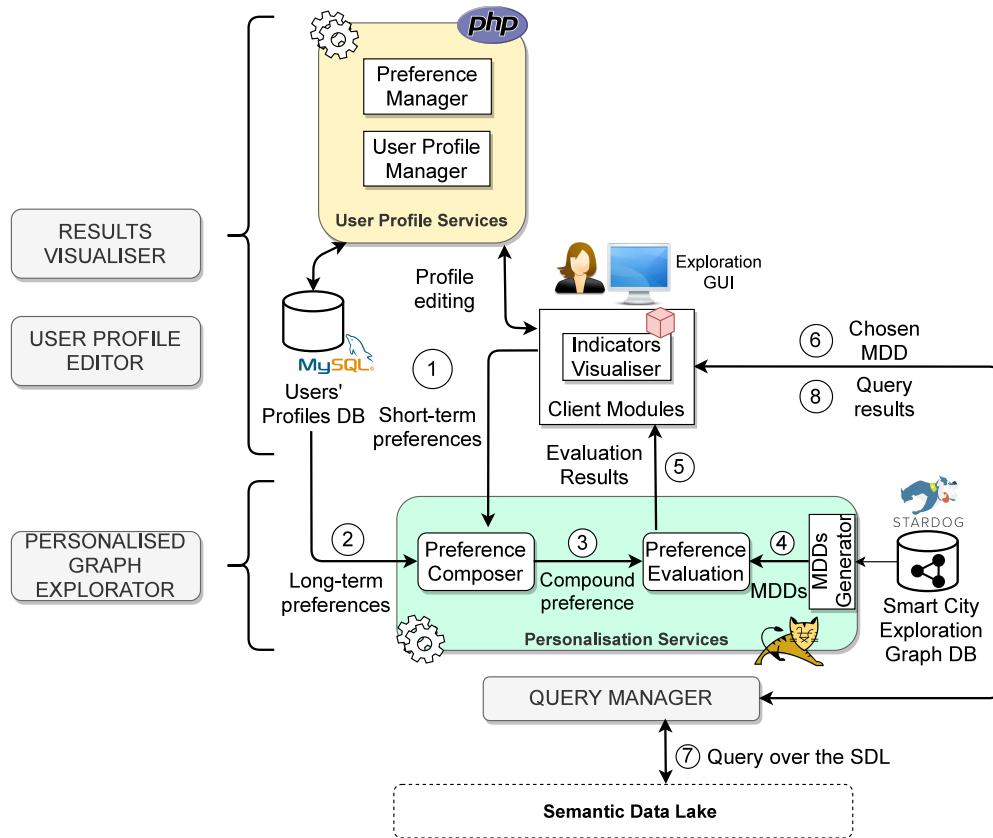 php
Preference
Manager
User Profile
Manager
User Profile Services
RESULTS
VISUALISER
USER PROFILE
EDITOR
PERSONALISED
GRAPH
EXPLORATOR
Profile
editing
Exploration
GUI
Indicators
Visualiser
Client Modules
MySQL®
Users'
Profiles DB
1
Short-term
preferences
6
Chosen
MDD
8
Query
results
Evaluation
Results
5
STARDOG
2
Long-term
preferences
Preference
Composer
3
Compound
preference
Preference
Evaluation
4
MDDs
MDDs
Generator
Smart City
Exploration
Graph DB
Personalisation Services
QUERY MANAGER
7
Query over the SDL
Semantic Data Lake